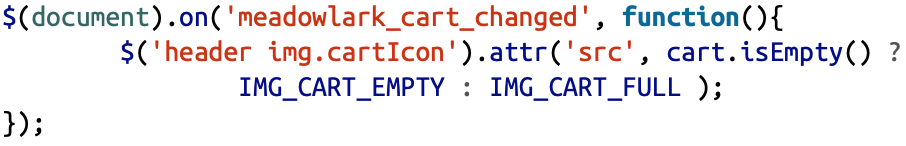 $(document).on('meadowlark_cart_changed', function(){
        $('header img.cartIcon').attr('src', cart.isEmpty() ?
                IMG_CART_EMPTY : IMG_CART_FULL );
});